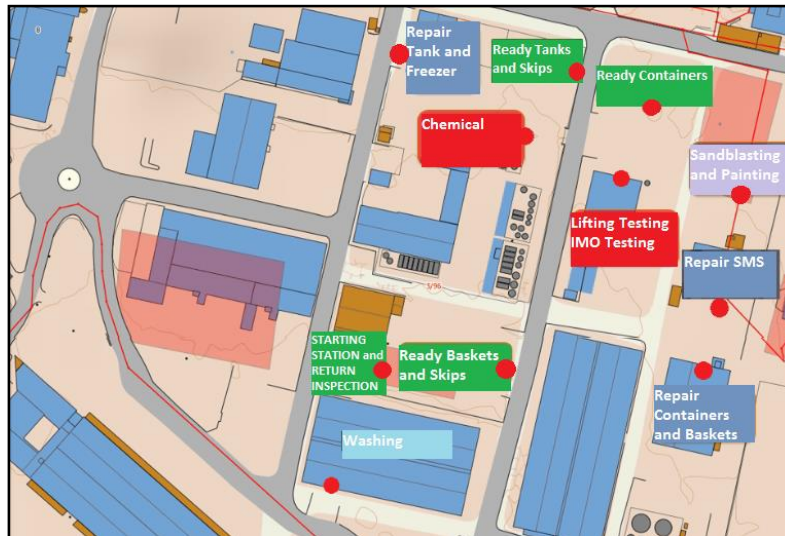 Repair
Tank and
Freezer
Ready Tanks
and Skips
Ready Containers
Chemical
Sandblasting
and Painting
Lifting Testing
IMO Testing
Repair SMS
STARTING
STATION and
RETURN
INSPECTION
Ready Baskets
and Skips
Repair
Containers
and Baskets
Washing